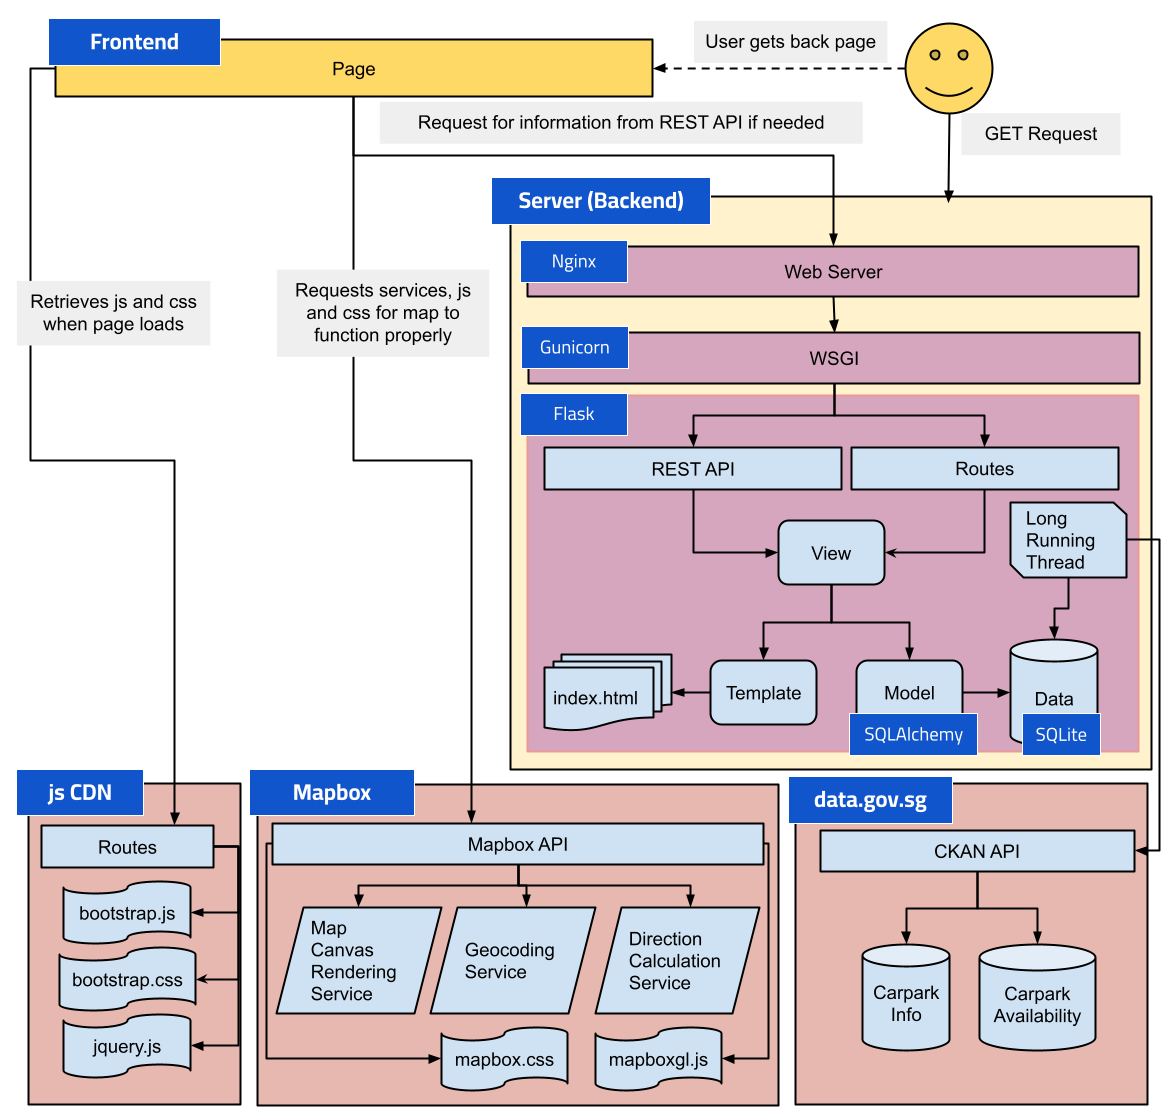 Frontend
Page
User gets back page
Request for information from REST API if needed
GET Request
Server (Backend)
Nginx
Web Server
Retrieves js and css
when page loads
Requests services, js
and css for map to
function properly
Gunicorn
WSGI
Flask
REST API
Routes
Long
Running
Thread
View
index.html
Template
Model
Data
SQLAlchemy
SQLite
js CDN
Routes
bootstrap.js
bootstrap.css
jquery.js
Mapbox
Mapbox API
Map
Canvas
Rendering
Service
Geocoding
Service
Direction
Calculation
Service
mapbox.css
mapboxgl.js
data.gov.sg
CKAN API
Carpark
Info
Carpark
Availability